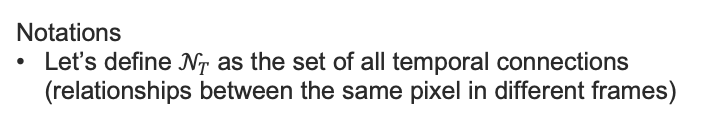 Notations
• Let’s define 𝒩_T as the set of all temporal connections
(relationships between the same pixel in different frames)